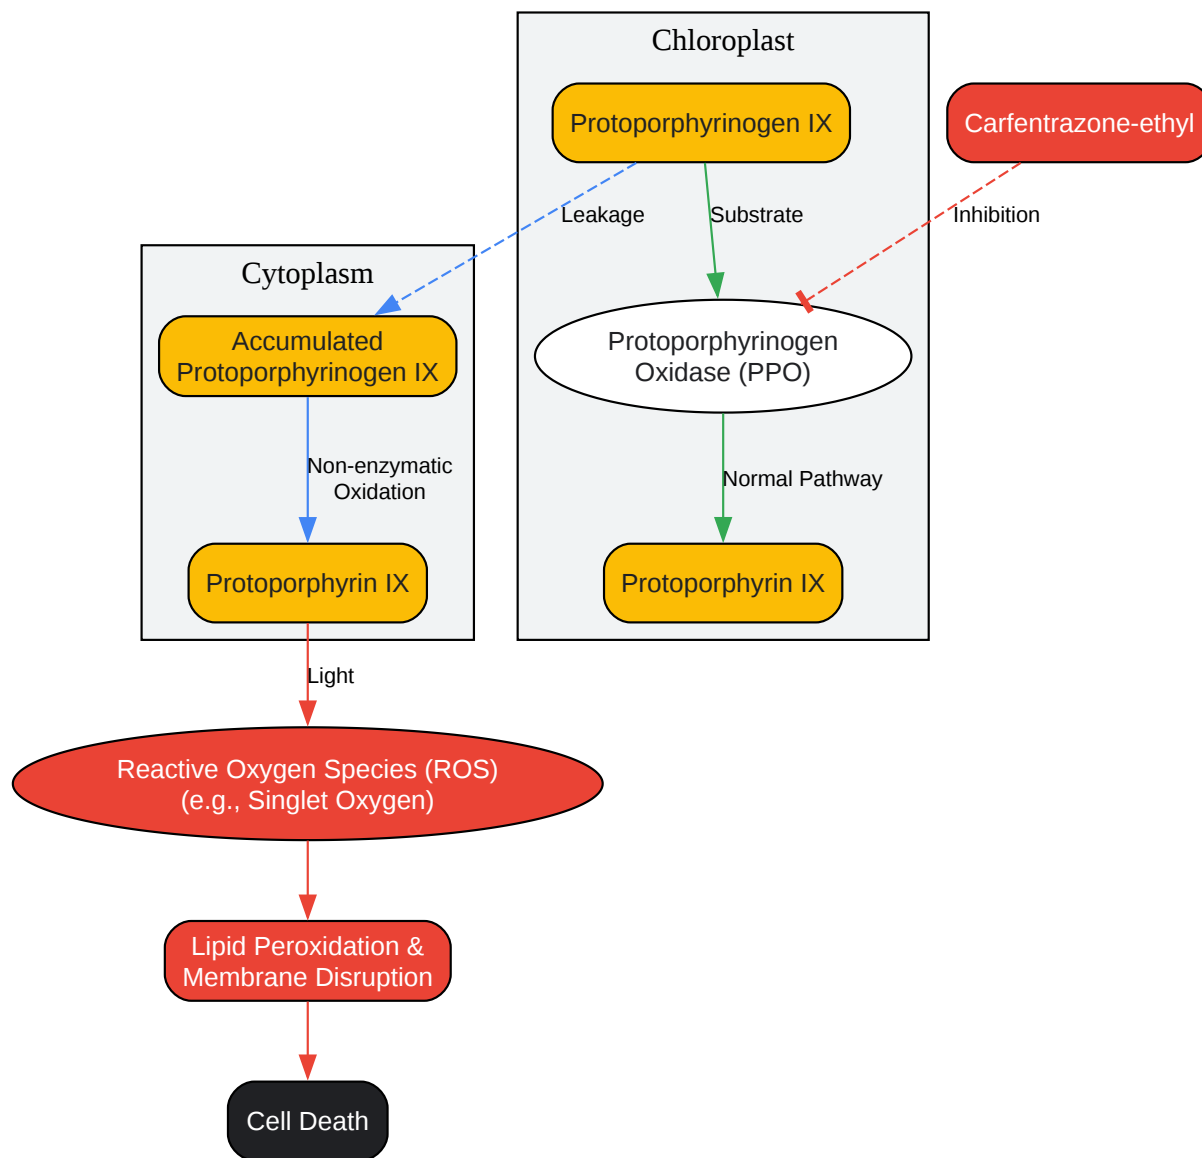 Chloroplast
Protoporphyrinogen IX
Carfentrazone-ethyl
Leakage
Substrate
Inhibition
Cytoplasm
Accumulated
Protoporphyrinogen IX
Protoporphyrinogen
Oxidase (PPO)
Non-enzymatic
Oxidation
Normal Pathway
Protoporphyrin IX
Protoporphyrin IX
Light
Reactive Oxygen Species (ROS)
(e.g., Singlet Oxygen)
Lipid Peroxidation &
Membrane Disruption
Cell Death